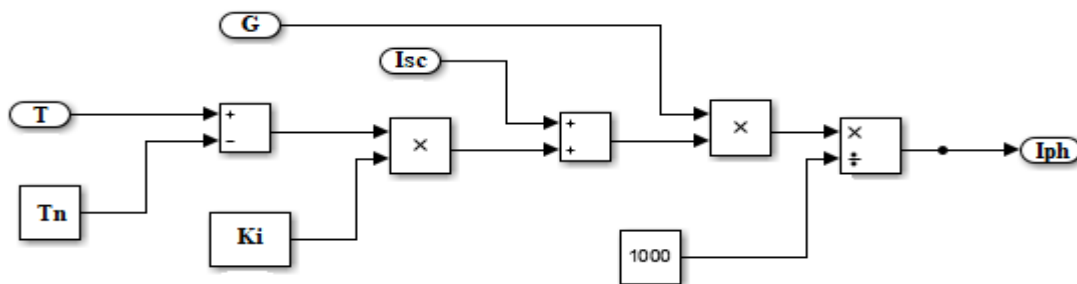 G
Isc
T
+
−
×
+
+
×
×
÷
Iph
Tn
Ki
1000